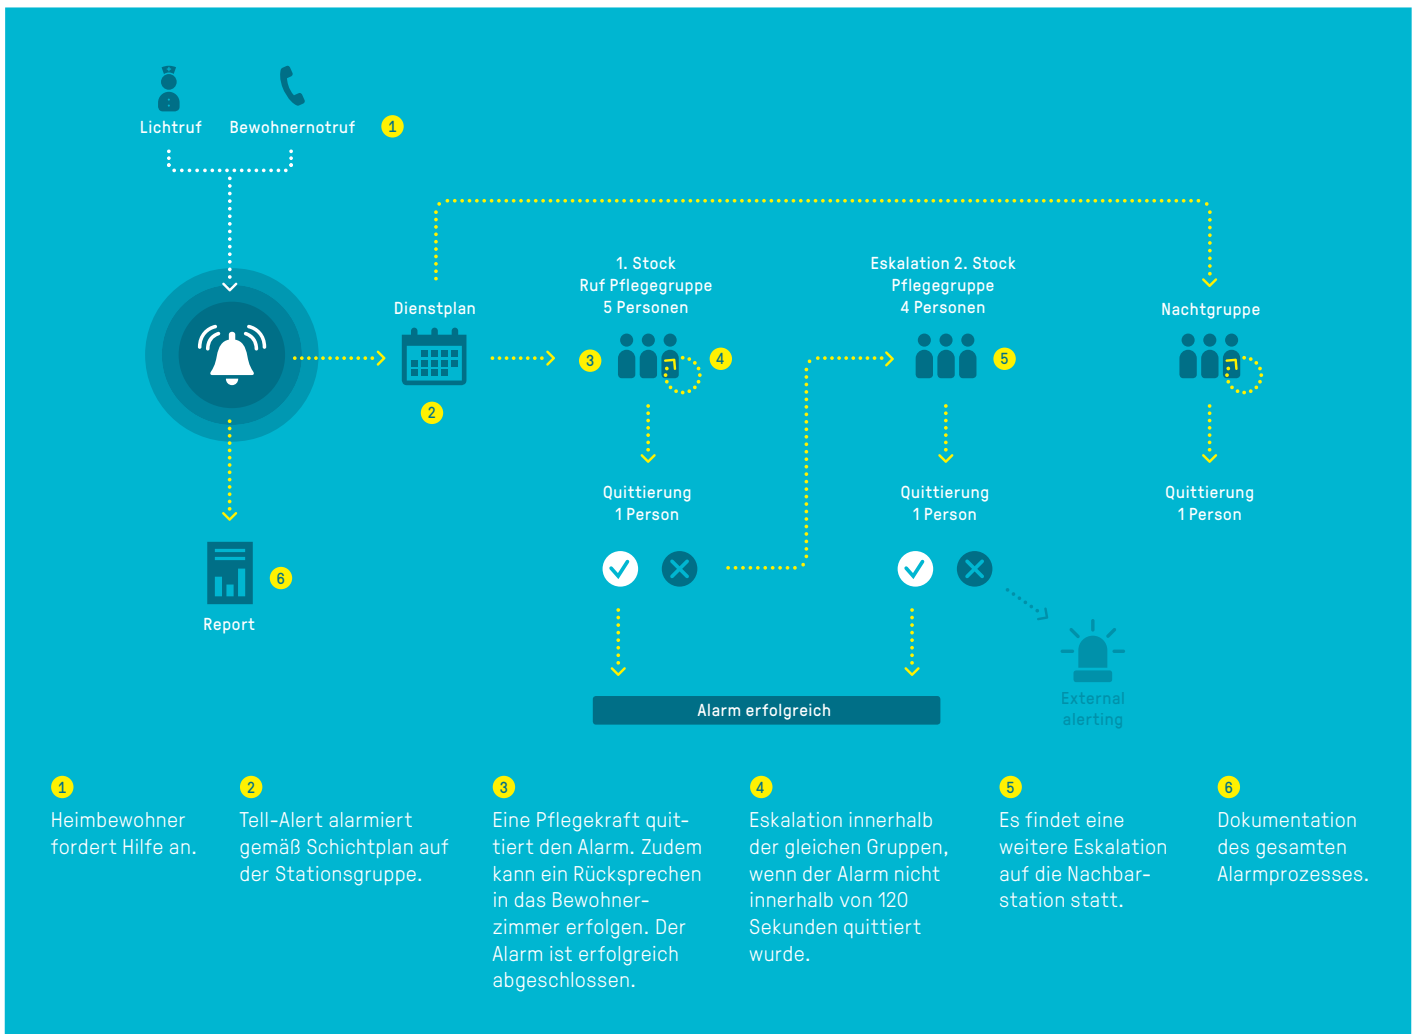 Lichtruf
Bewohnernotruf
1
1. Stock
Ruf Pflegegruppe
5 Personen
Eskalation 2. Stock
Pflegegruppe
4 Personen
Dienstplan
Nachtgruppe
3
4
5
2
Quittierung
1 Person
Quittierung
1 Person
Quittierung
1 Person
6
Report
Alarm erfolgreich
External
alerting
1
Heimbewohner
fordert Hilfe an.
2
Tell-Alert alarmiert
gemäß Schichtplan auf
der Stationsgruppe.
3
Eine Pflegekraft quit-
tiert den Alarm. Zudem
kann ein Rücksprechen
in das Bewohner-
zimmer erfolgen. Der
Alarm ist erfolgreich
abgeschlossen.
4
Eskalation innerhalb
der gleichen Gruppen,
wenn der Alarm nicht
innerhalb von 120
Sekunden quittiert
wurde.
5
Es findet eine
weitere Eskalation
auf die Nachbar-
station statt.
6
Dokumentation
des gesamten
Alarmprozesses.